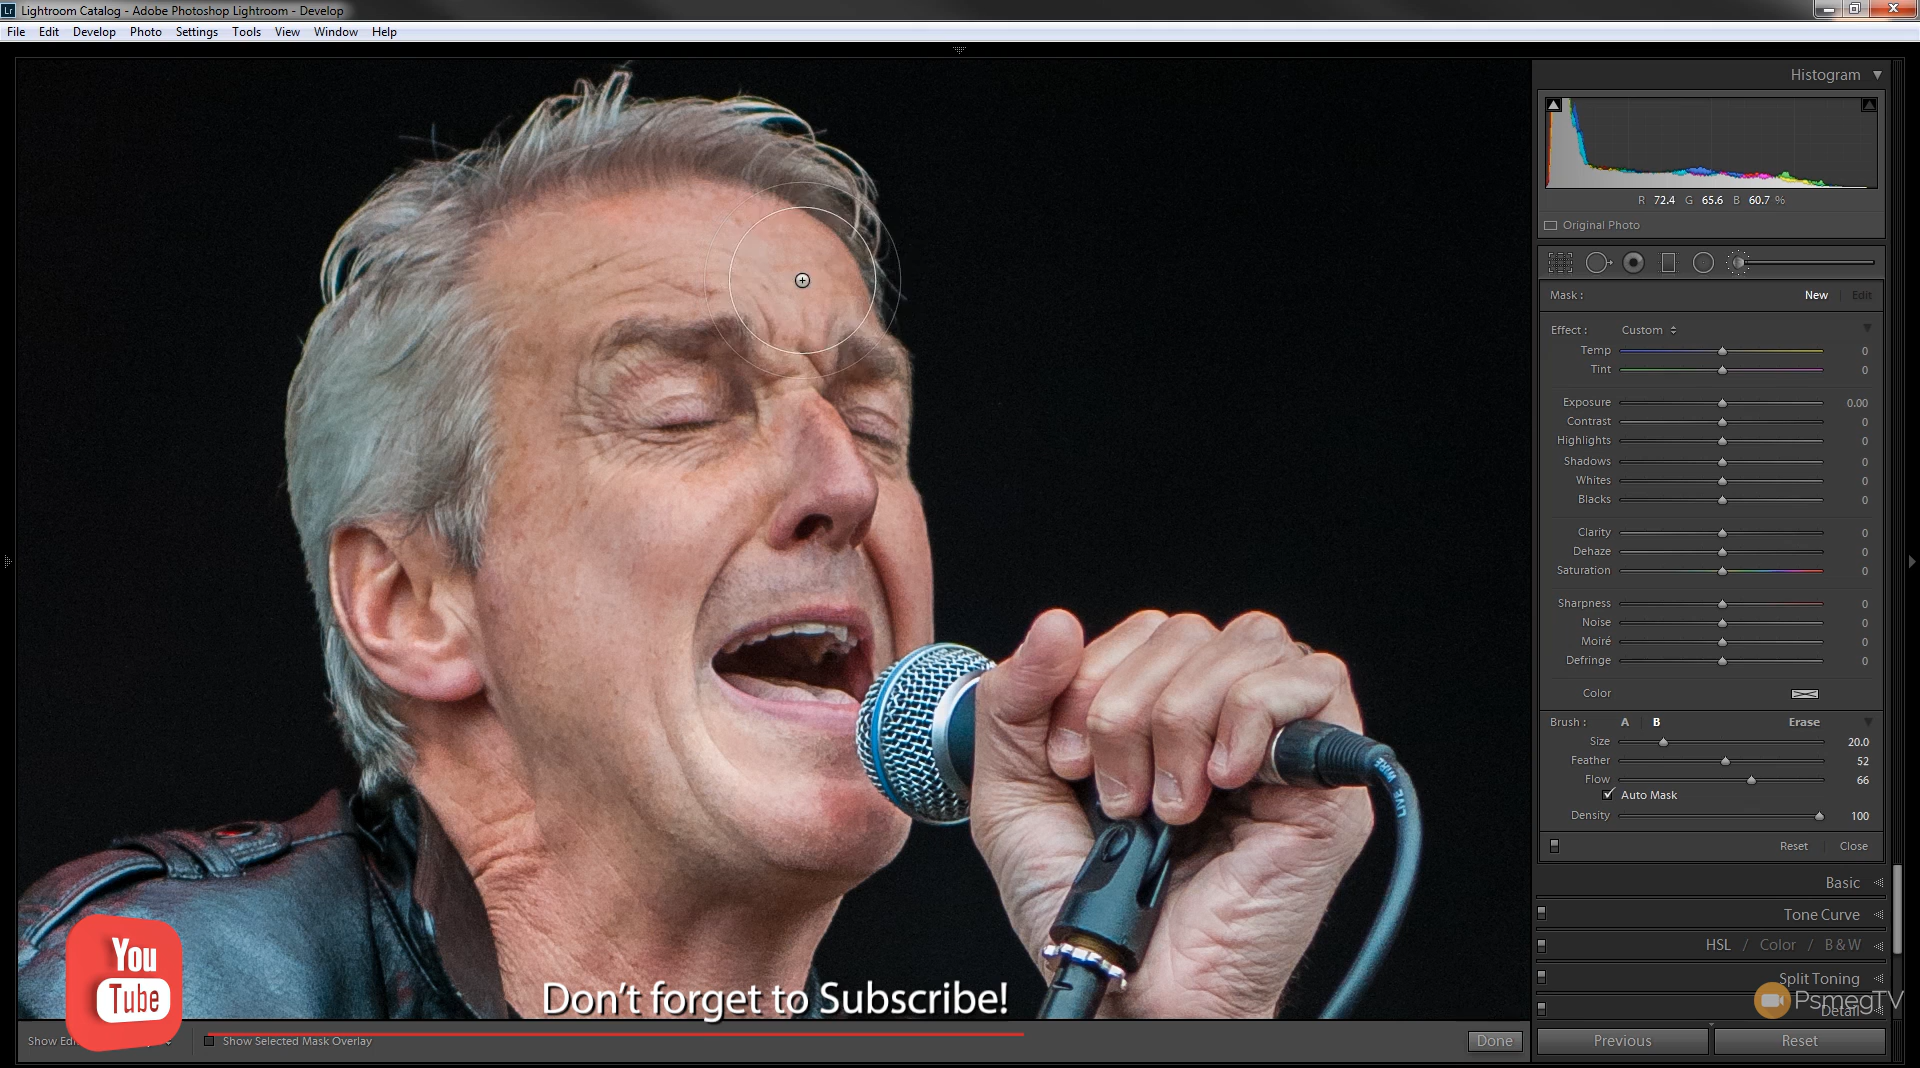 Lr Lightroom Catalog - Adobe Photoshop Lightroom - Develop
File Edit Develop Photo Settings Tools View Window Help
Histogram
R 72.4 G 65.6 B 60.7 %
Original Photo
Mask : New Edit
Effect : Custom
Temp 0
Tint 0
Exposure 0.00
Contrast 0
Highlights 0
Shadows 0
Whites 0
Blacks 0
Clarity 0
Dehaze 0
Saturation 0
Sharpness 0
Noise 0
Moiré 0
Defringe 0
Color
Brush : A B Erase
Size 20.0
Feather 52
Flow 66
Auto Mask
Density 100
Reset Close
Basic
Tone Curve
HSL / Color / B & W
Split Toning
Detail
PsmegTV
Previous Reset
LIVE WIRE
You
Tube
Don't forget to Subscribe!
Show Edi
Show Selected Mask Overlay
Done